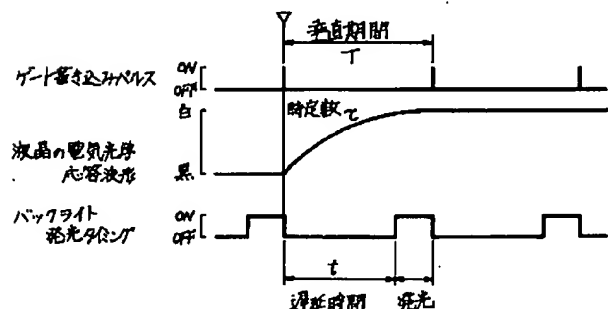 垂直期間
T
ゲート書き込みパルス
ON
OFF
白
時定数τ
液晶の電気光学
応答波形
黒
バックライト
発光タイミング
ON
OFF
t
遅延時間
発光